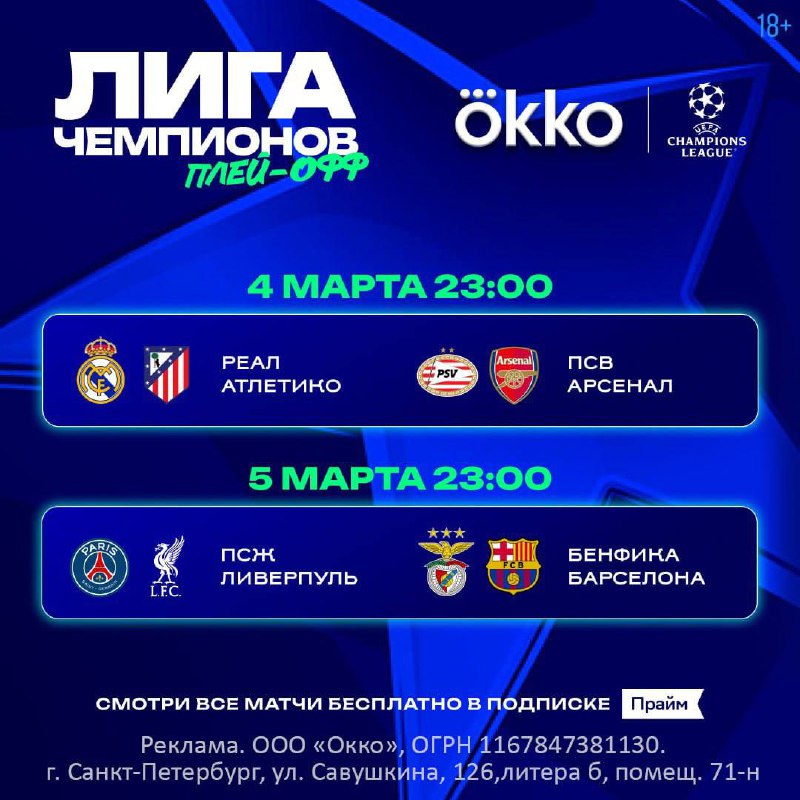 18+
ЛИГА
ЧЕМПИОНОВ
ПЛЕЙ-ОФФ
ÖKKO
UEFA
CHAMPIONS
LEAGUE
4 МАРТА 23:00
РЕАЛ
АТЛЕТИКО
PSV
Arsenal
ПСВ
АРСЕНАЛ
5 МАРТА 23:00
PARIS
L.F.C.
ПСЖ
ЛИВЕРПУЛЬ
FCB
БЕНФИКА
БАРСЕЛОНА
СМОТРИ ВСЕ МАТЧИ БЕСПЛАТНО В ПОДПИСКЕ Прайм
Реклама. ООО «Окко», ОГРН 1167847381130.
г. Санкт-Петербург, ул. Савушкина, 126,литера б, помещ. 71-н